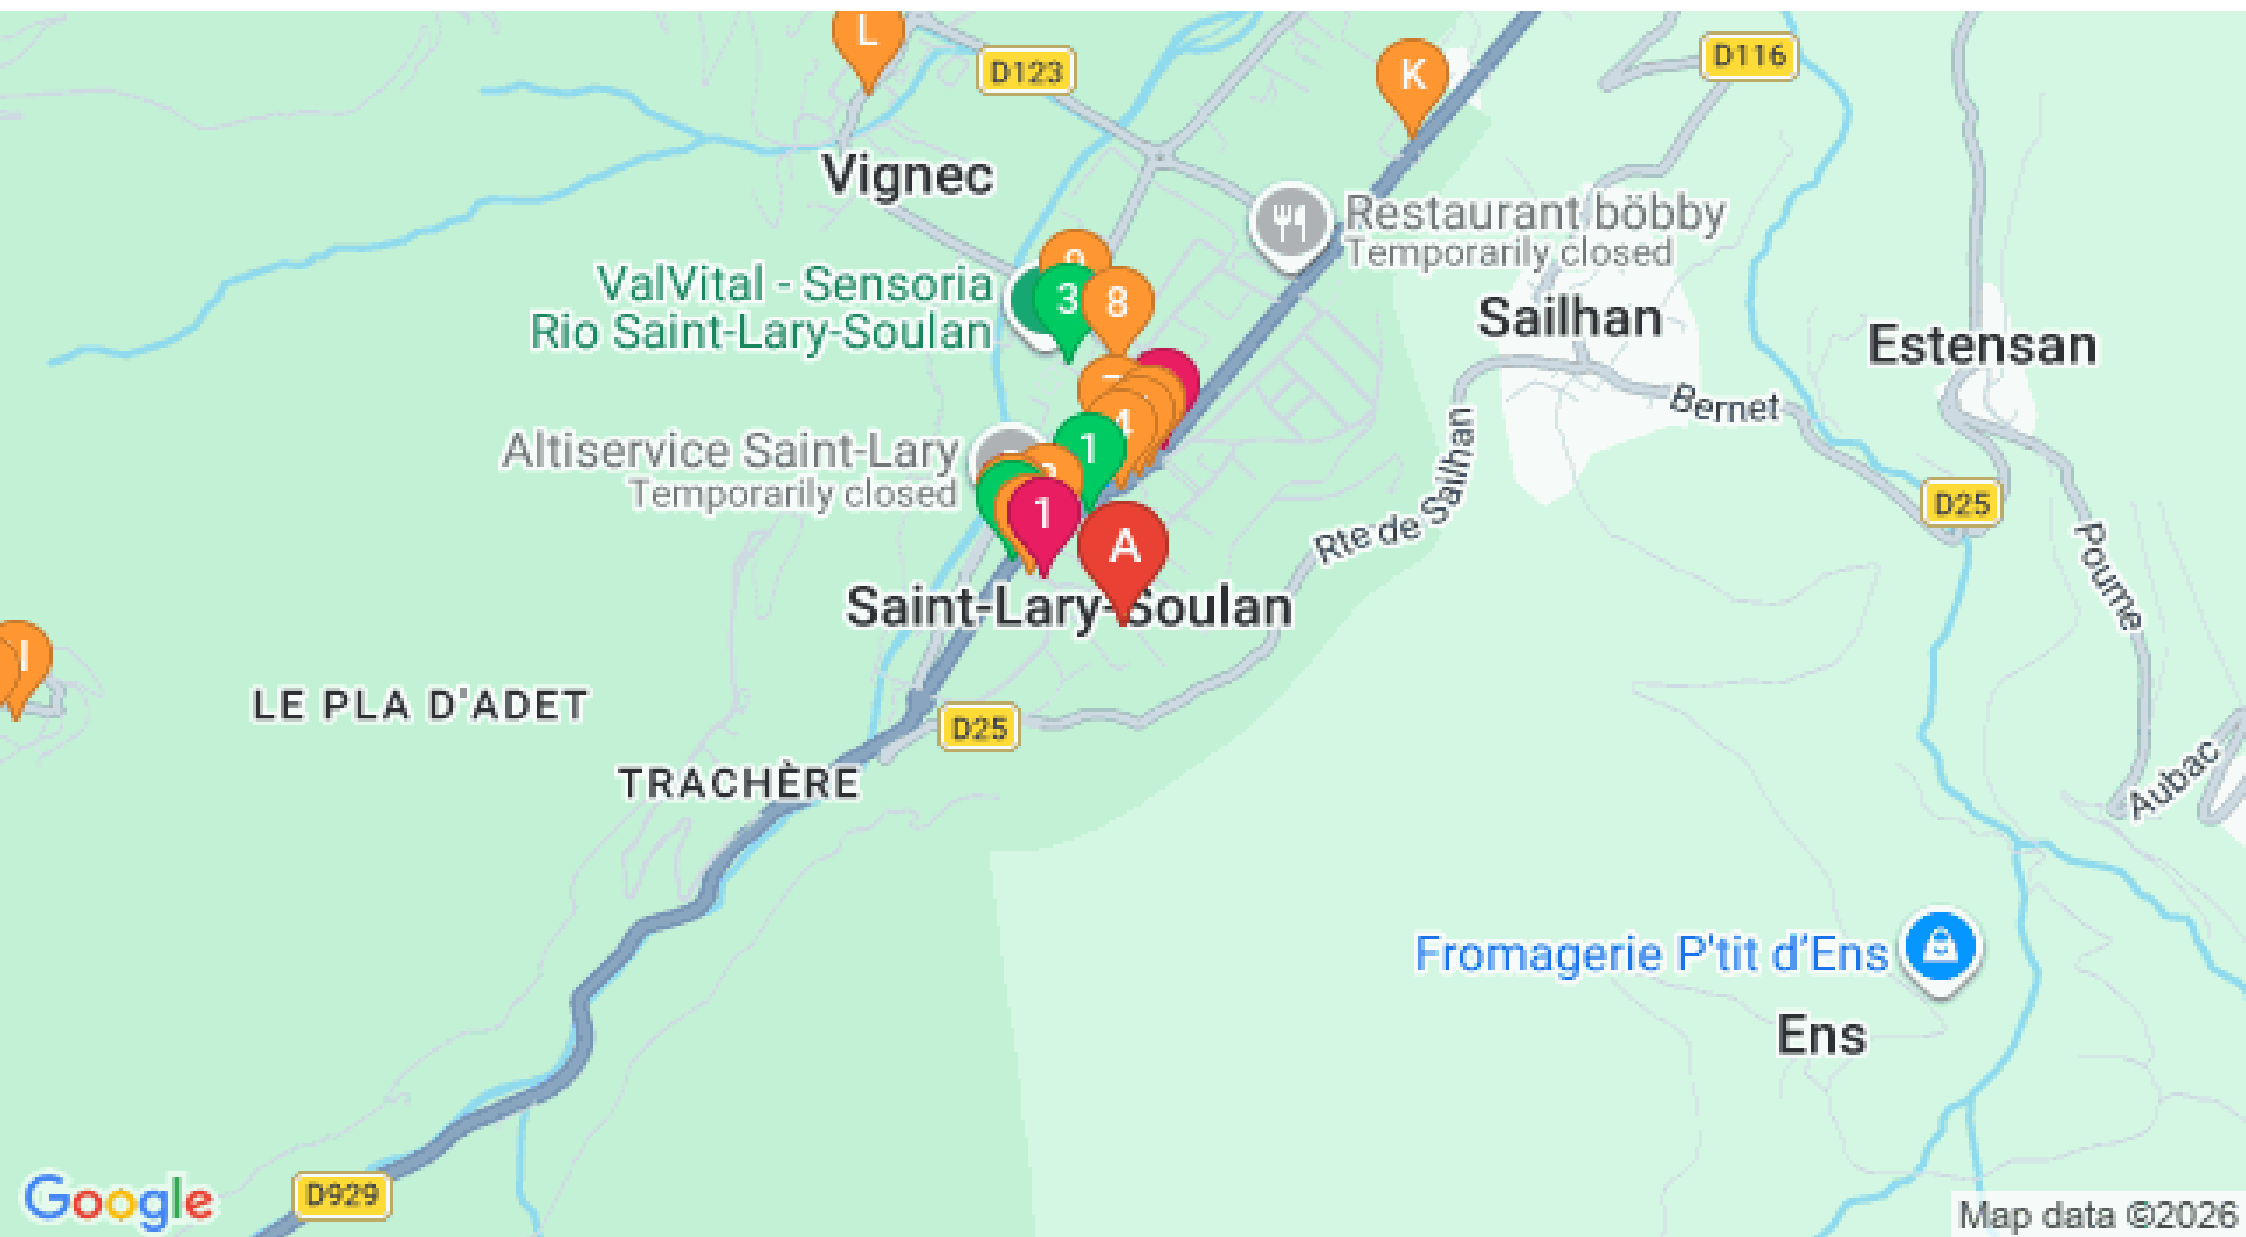 L
D123
K
D116
Vignec
Restaurant böbby
Temporarily closed
ValVital - Sensoria
Rio Saint-Lary-Soulan
3
8
Sailhan
Estensan
Bernet
4
Altiservice Saint-Lary
Temporarily closed
1
1
A
Rte de Sailhan
D25
Poume
Saint-Lary-Soulan
I
LE PLA D'ADET
D25
TRACHÈRE
Aubac
Fromagerie P'tit d'Ens
Ens
D929
Google
Map data ©2026